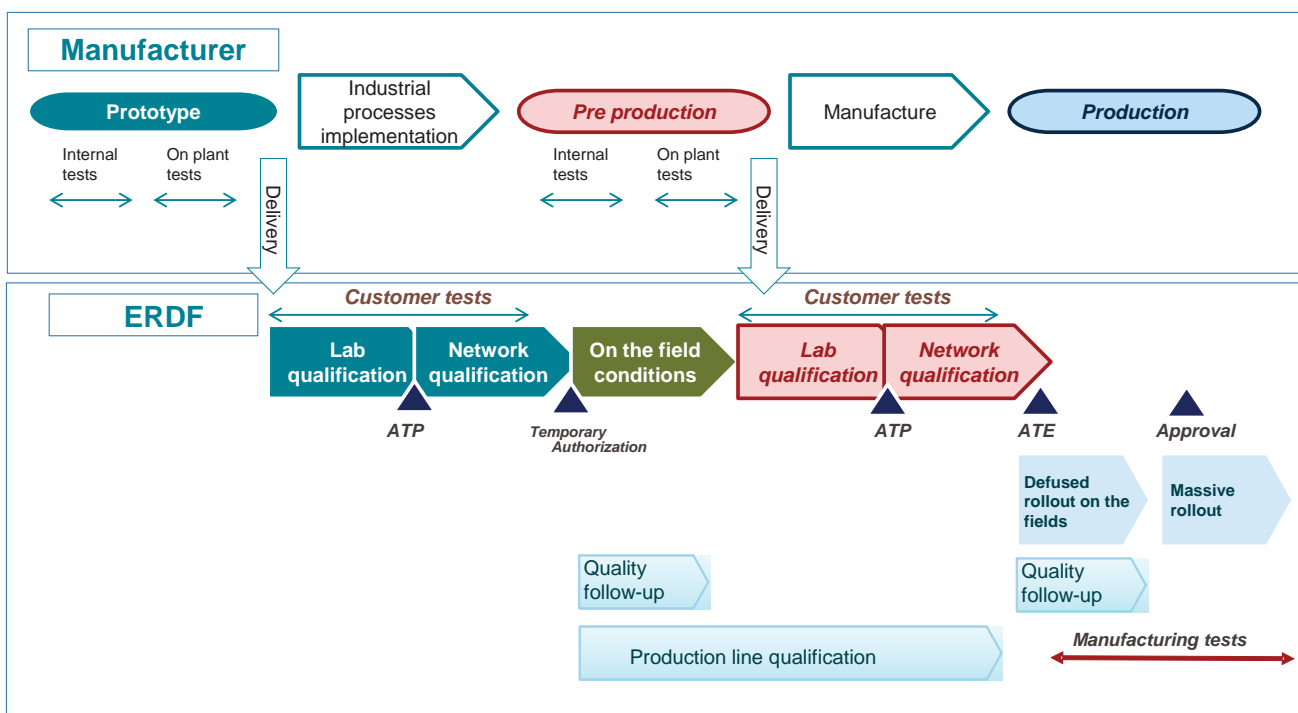 Manufacturer
Prototype
Industrial
processes
implementation
Pre production
Manufacture
Production
Internal
tests
On plant
tests
Delivery
Internal
tests
On plant
tests
Delivery
ERDF
Customer tests
Customer tests
Lab
qualification
Network
qualification
On the field
conditions
Lab
qualification
Network
qualification
ATP
Temporary
Authorization
ATP
ATE
Approval
Defused
rollout on the
fields
Massive
rollout
Quality
follow-up
Quality
follow-up
Production line qualification
Manufacturing tests